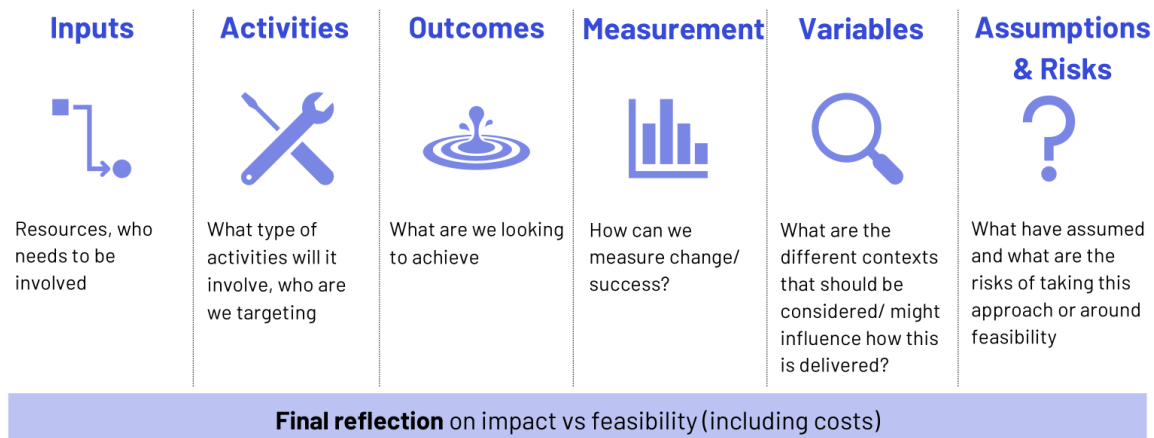 Inputs
Resources, who
needs to be
involved
Activities
What type of
activities will it
involve, who are
we targeting
Outcomes
What are we looking
to achieve
Measurement
How can we
measure change/
success?
Variables
What are the
different contexts
that should be
considered/ might
influence how this
is delivered?
Assumptions
& Risks
What have assumed
and what are the
risks of taking this
approach or around
feasibility
Final reflection on impact vs feasibility (including costs)